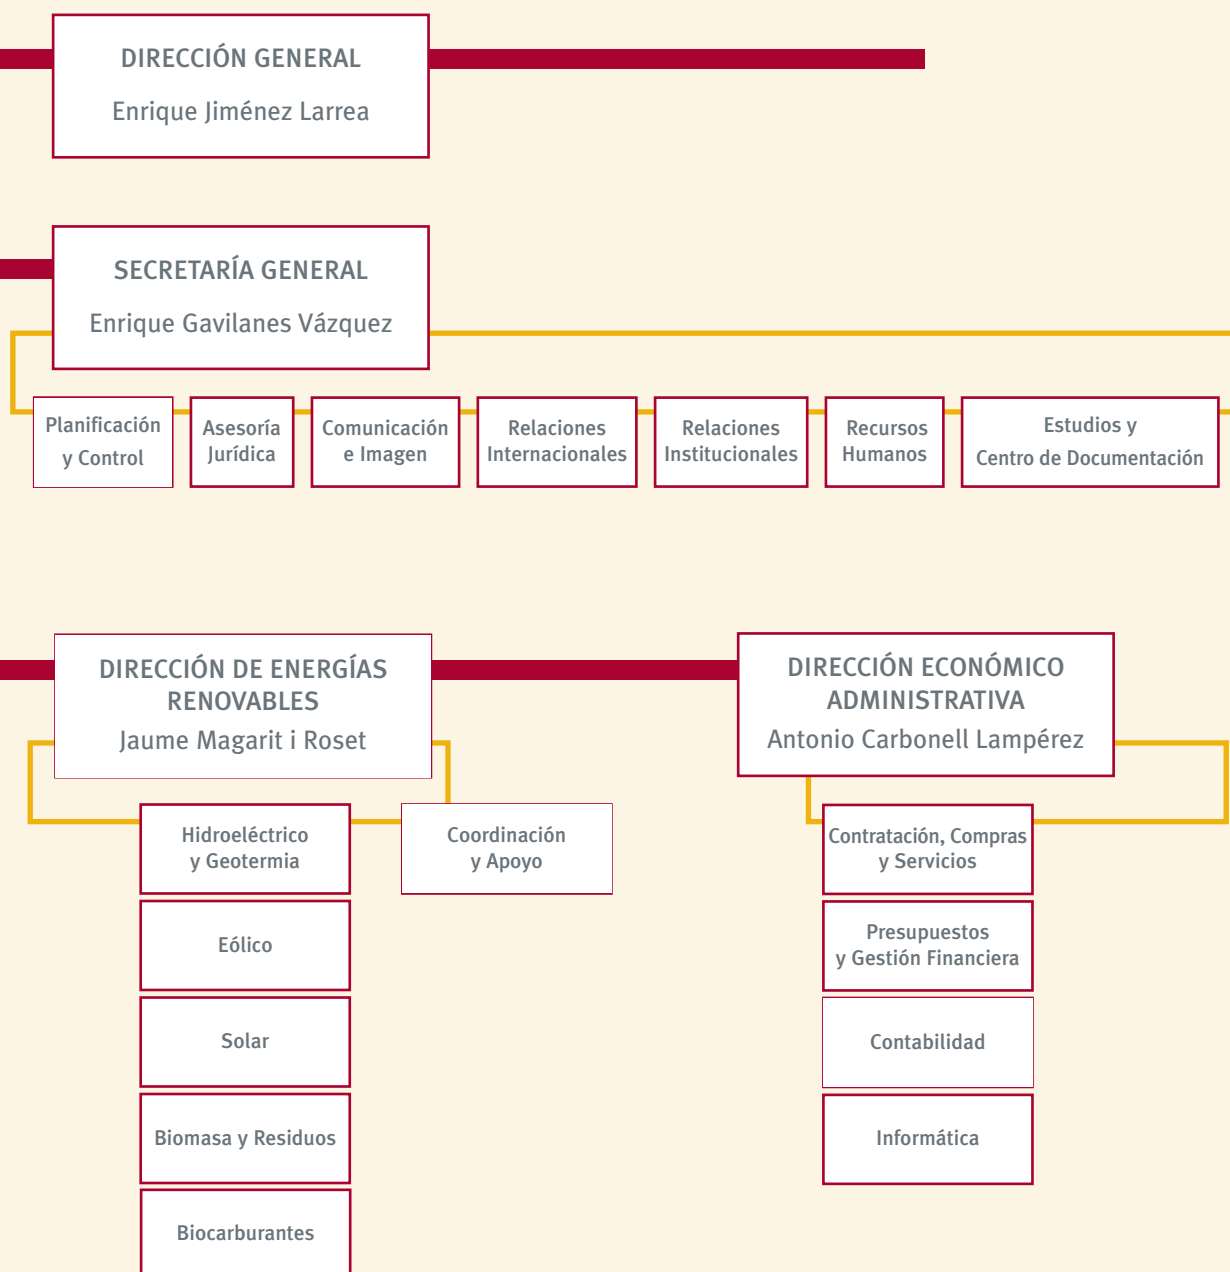 DIRECCIÓN GENERAL
Enrique Jiménez Larrea
SECRETARÍA GENERAL
Enrique Gavilanes Vázquez
Planificación
y Control
Asesoría
Jurídica
Comunicación
e Imagen
Relaciones
Internacionales
Relaciones
Institucionales
Recursos
Humanos
Estudios y
Centro de Documentación
DIRECCIÓN DE ENERGÍAS
RENOVABLES
Jaume Magarit i Roset
Hidroeléctrico
y Geotermia
Coordinación
y Apoyo
Eólico
Solar
Biomasa y Residuos
Biocarburantes
DIRECCIÓN ECONÓMICO
ADMINISTRATIVA
Antonio Carbonell Lampérez
Contratación, Compras
y Servicios
Presupuestos
y Gestión Financiera
Contabilidad
Informática